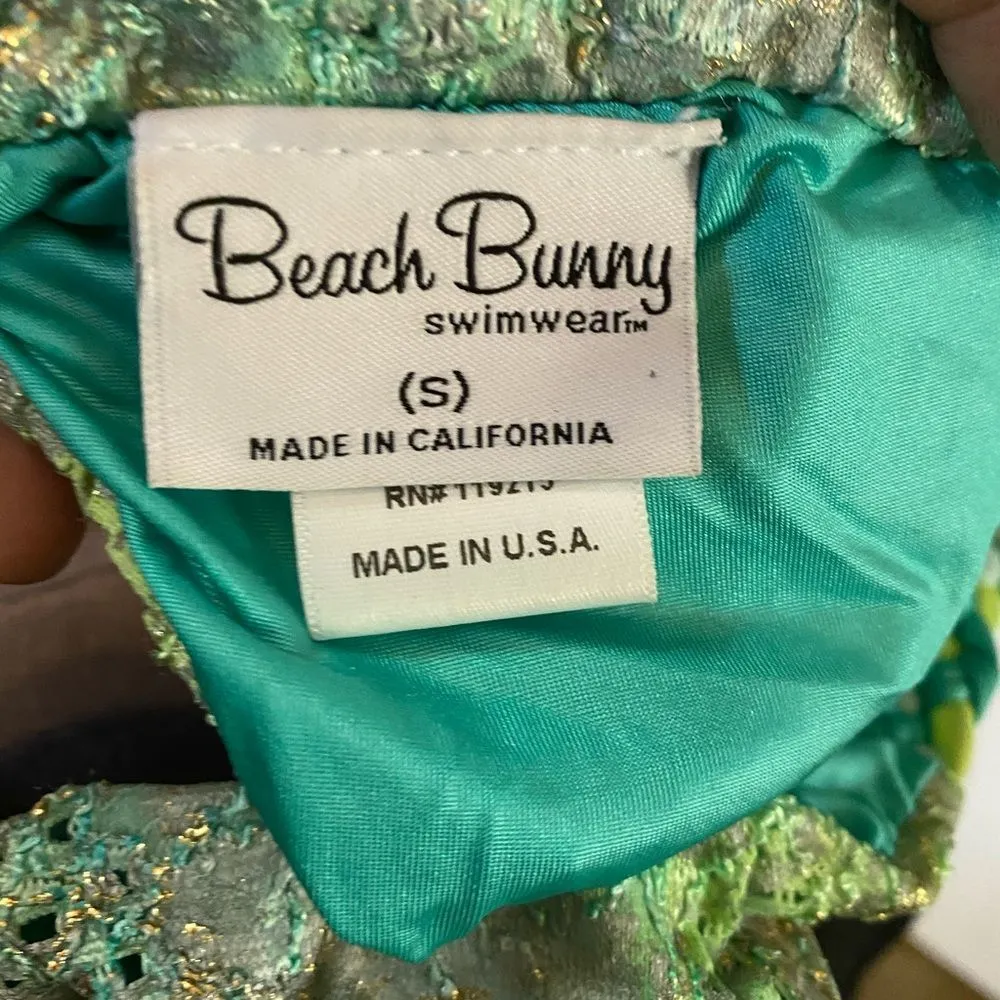 Beach Bunny
swimwear™
(S)
MADE IN CALIFORNIA
RN#
MADE IN U.S.A.